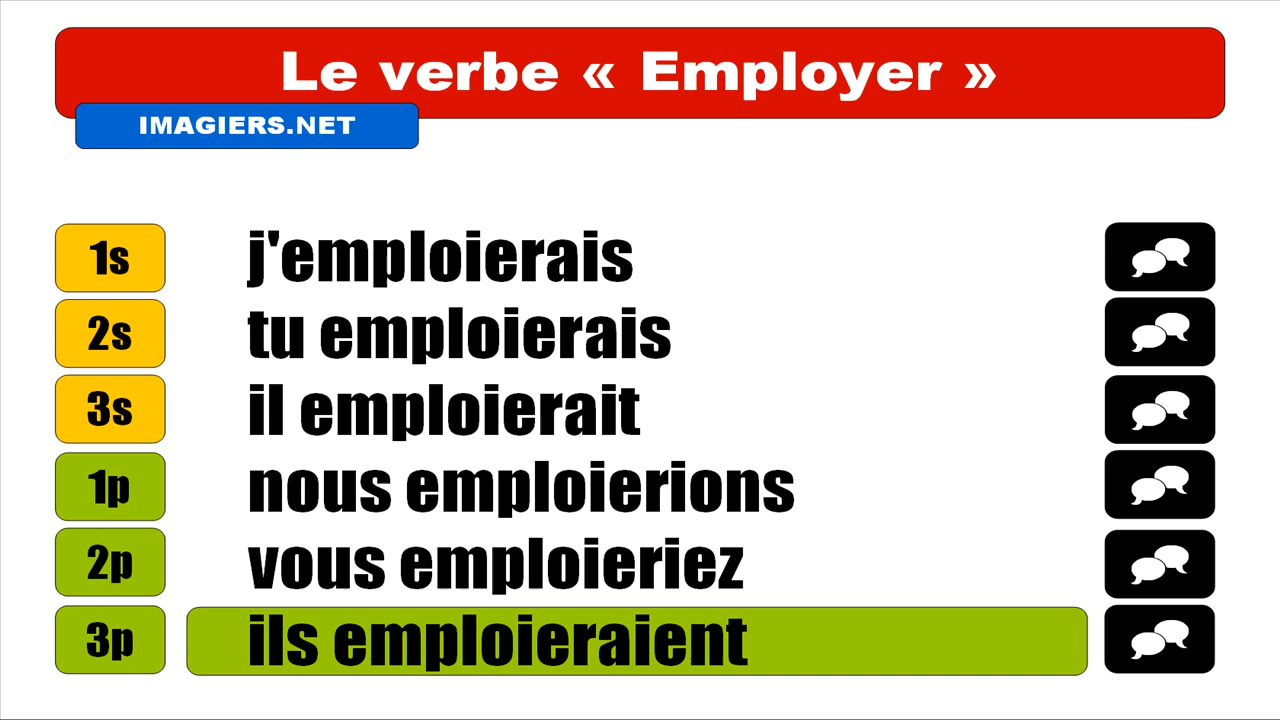 Le verbe « Employer »
IMAGIERS.NET
1s j'emploierais
2s tu emploierais
3s il emploierait
1p nous emploierions
2p vous emploieriez
3p ils emploieraient